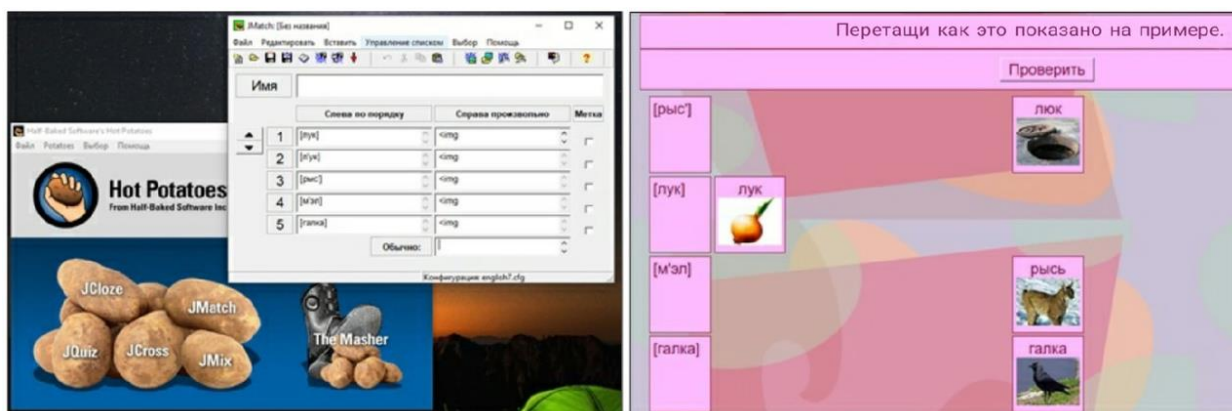 JMatch: [Без названия]
Файл Редактировать Вставить Управление списком Выбор Помощь
Имя
Слева по порядку Справа произвольно Метка
1 [лук] <img
2 [л'ук] <img
3 [рыс'] <img
4 [м'эл] <img
5 [галка] <img
Обычно:
Конфигурация: english7.cfg
Half-Baked Software's Hot Potatoes
Файл Potatoes Выбор Помощь
Hot Potatoes
From Half-Baked Software Inc
JCloze
JMatch
JQuiz
JCross
JMix
The Masher
Перетащи как это показано на примере.
Проверить
[рыс'] люк
[лук] лук
[м'эл] рысь
[галка] галка